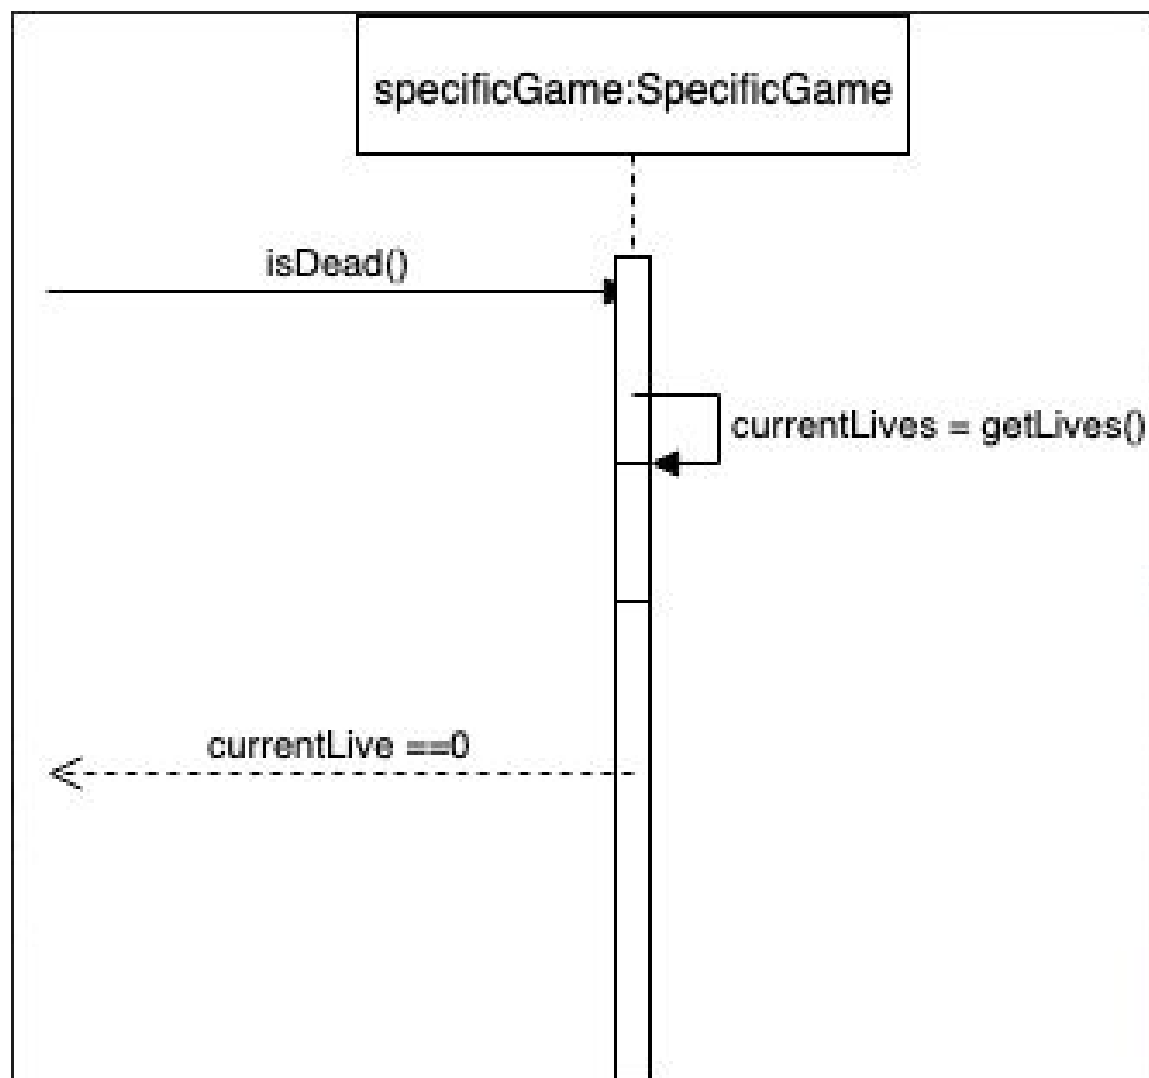 specificGame:SpecificGame
isDead()
currentLives = getLives()
currentLive ==0